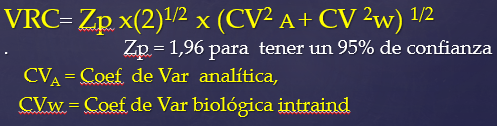 VRC= Zp x(2)1/2 x (CV2 A + CV 2w) 1/2
. Zp = 1,96 para tener un 95% de confianza
CVA = Coef de Var analítica,
CVw = Coef de Var biológica intraind